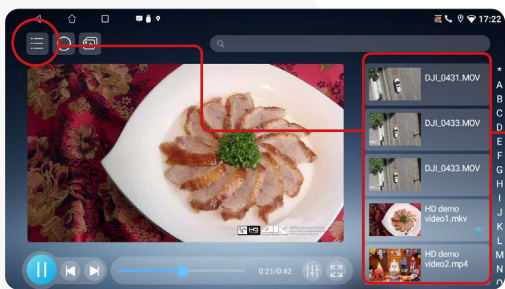 17:22
DJI_0431.MOV
DJI_0433.MOV
DJI_0433.MOV
HD demo
video1.mkv
HD demo
video2.mp4
4K
0:21/0:42
*
A
B
C
D
E
F
G
H
I
J
K
L
M
N
O